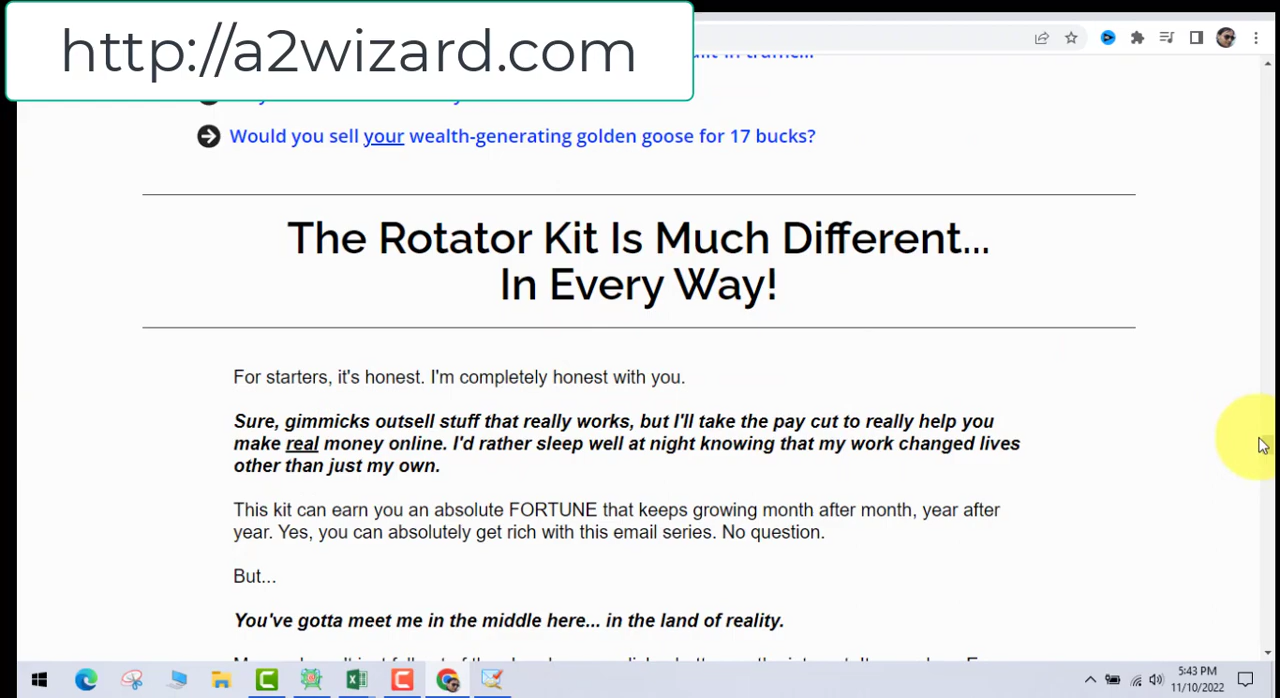 http://a2wizard.com
Would you sell your wealth-generating golden goose for 17 bucks?
The Rotator Kit Is Much Different...
In Every Way!
For starters, it's honest. I'm completely honest with you.
Sure, gimmicks outsell stuff that really works, but I'll take the pay cut to really help you
make real money online. I'd rather sleep well at night knowing that my work changed lives
other than just my own.
This kit can earn you an absolute FORTUNE that keeps growing month after month, year after
year. Yes, you can absolutely get rich with this email series. No question.
But...
You've gotta meet me in the middle here... in the land of reality.
5:43 PM
11/10/2022